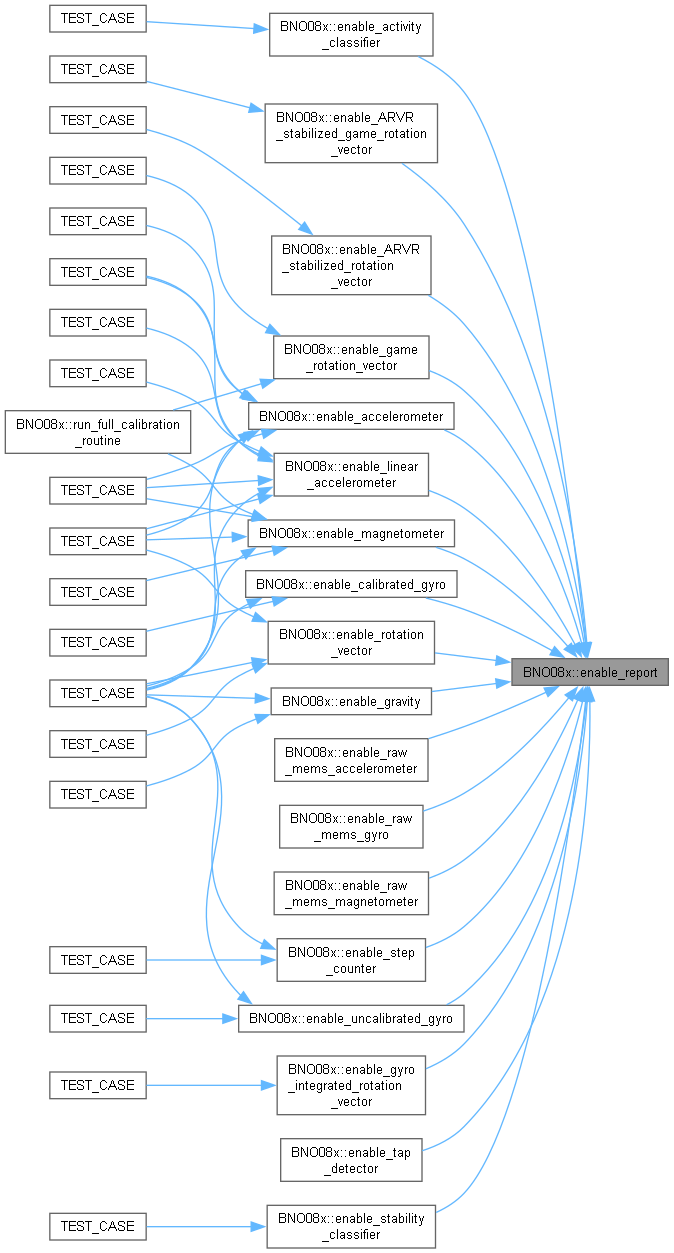 TEST_CASE
BNO08x::enable_activity
_classifier
TEST_CASE
BNO08x::enable_ARVR
_stabilized_game_rotation
_vector
TEST_CASE
TEST_CASE
TEST_CASE
BNO08x::enable_ARVR
_stabilized_rotation
_vector
TEST_CASE
TEST_CASE
BNO08x::enable_game
_rotation_vector
TEST_CASE
BNO08x::enable_accelerometer
BNO08x::run_full_calibration
_routine
BNO08x::enable_linear
_accelerometer
TEST_CASE
TEST_CASE
BNO08x::enable_magnetometer
TEST_CASE
BNO08x::enable_calibrated_gyro
TEST_CASE
BNO08x::enable_rotation
_vector
BNO08x::enable_report
TEST_CASE
BNO08x::enable_gravity
TEST_CASE
BNO08x::enable_raw
_mems_accelerometer
TEST_CASE
BNO08x::enable_raw
_mems_gyro
BNO08x::enable_raw
_mems_magnetometer
TEST_CASE
BNO08x::enable_step
_counter
TEST_CASE
BNO08x::enable_uncalibrated_gyro
TEST_CASE
BNO08x::enable_gyro
_integrated_rotation
_vector
BNO08x::enable_tap
_detector
TEST_CASE
BNO08x::enable_stability
_classifier